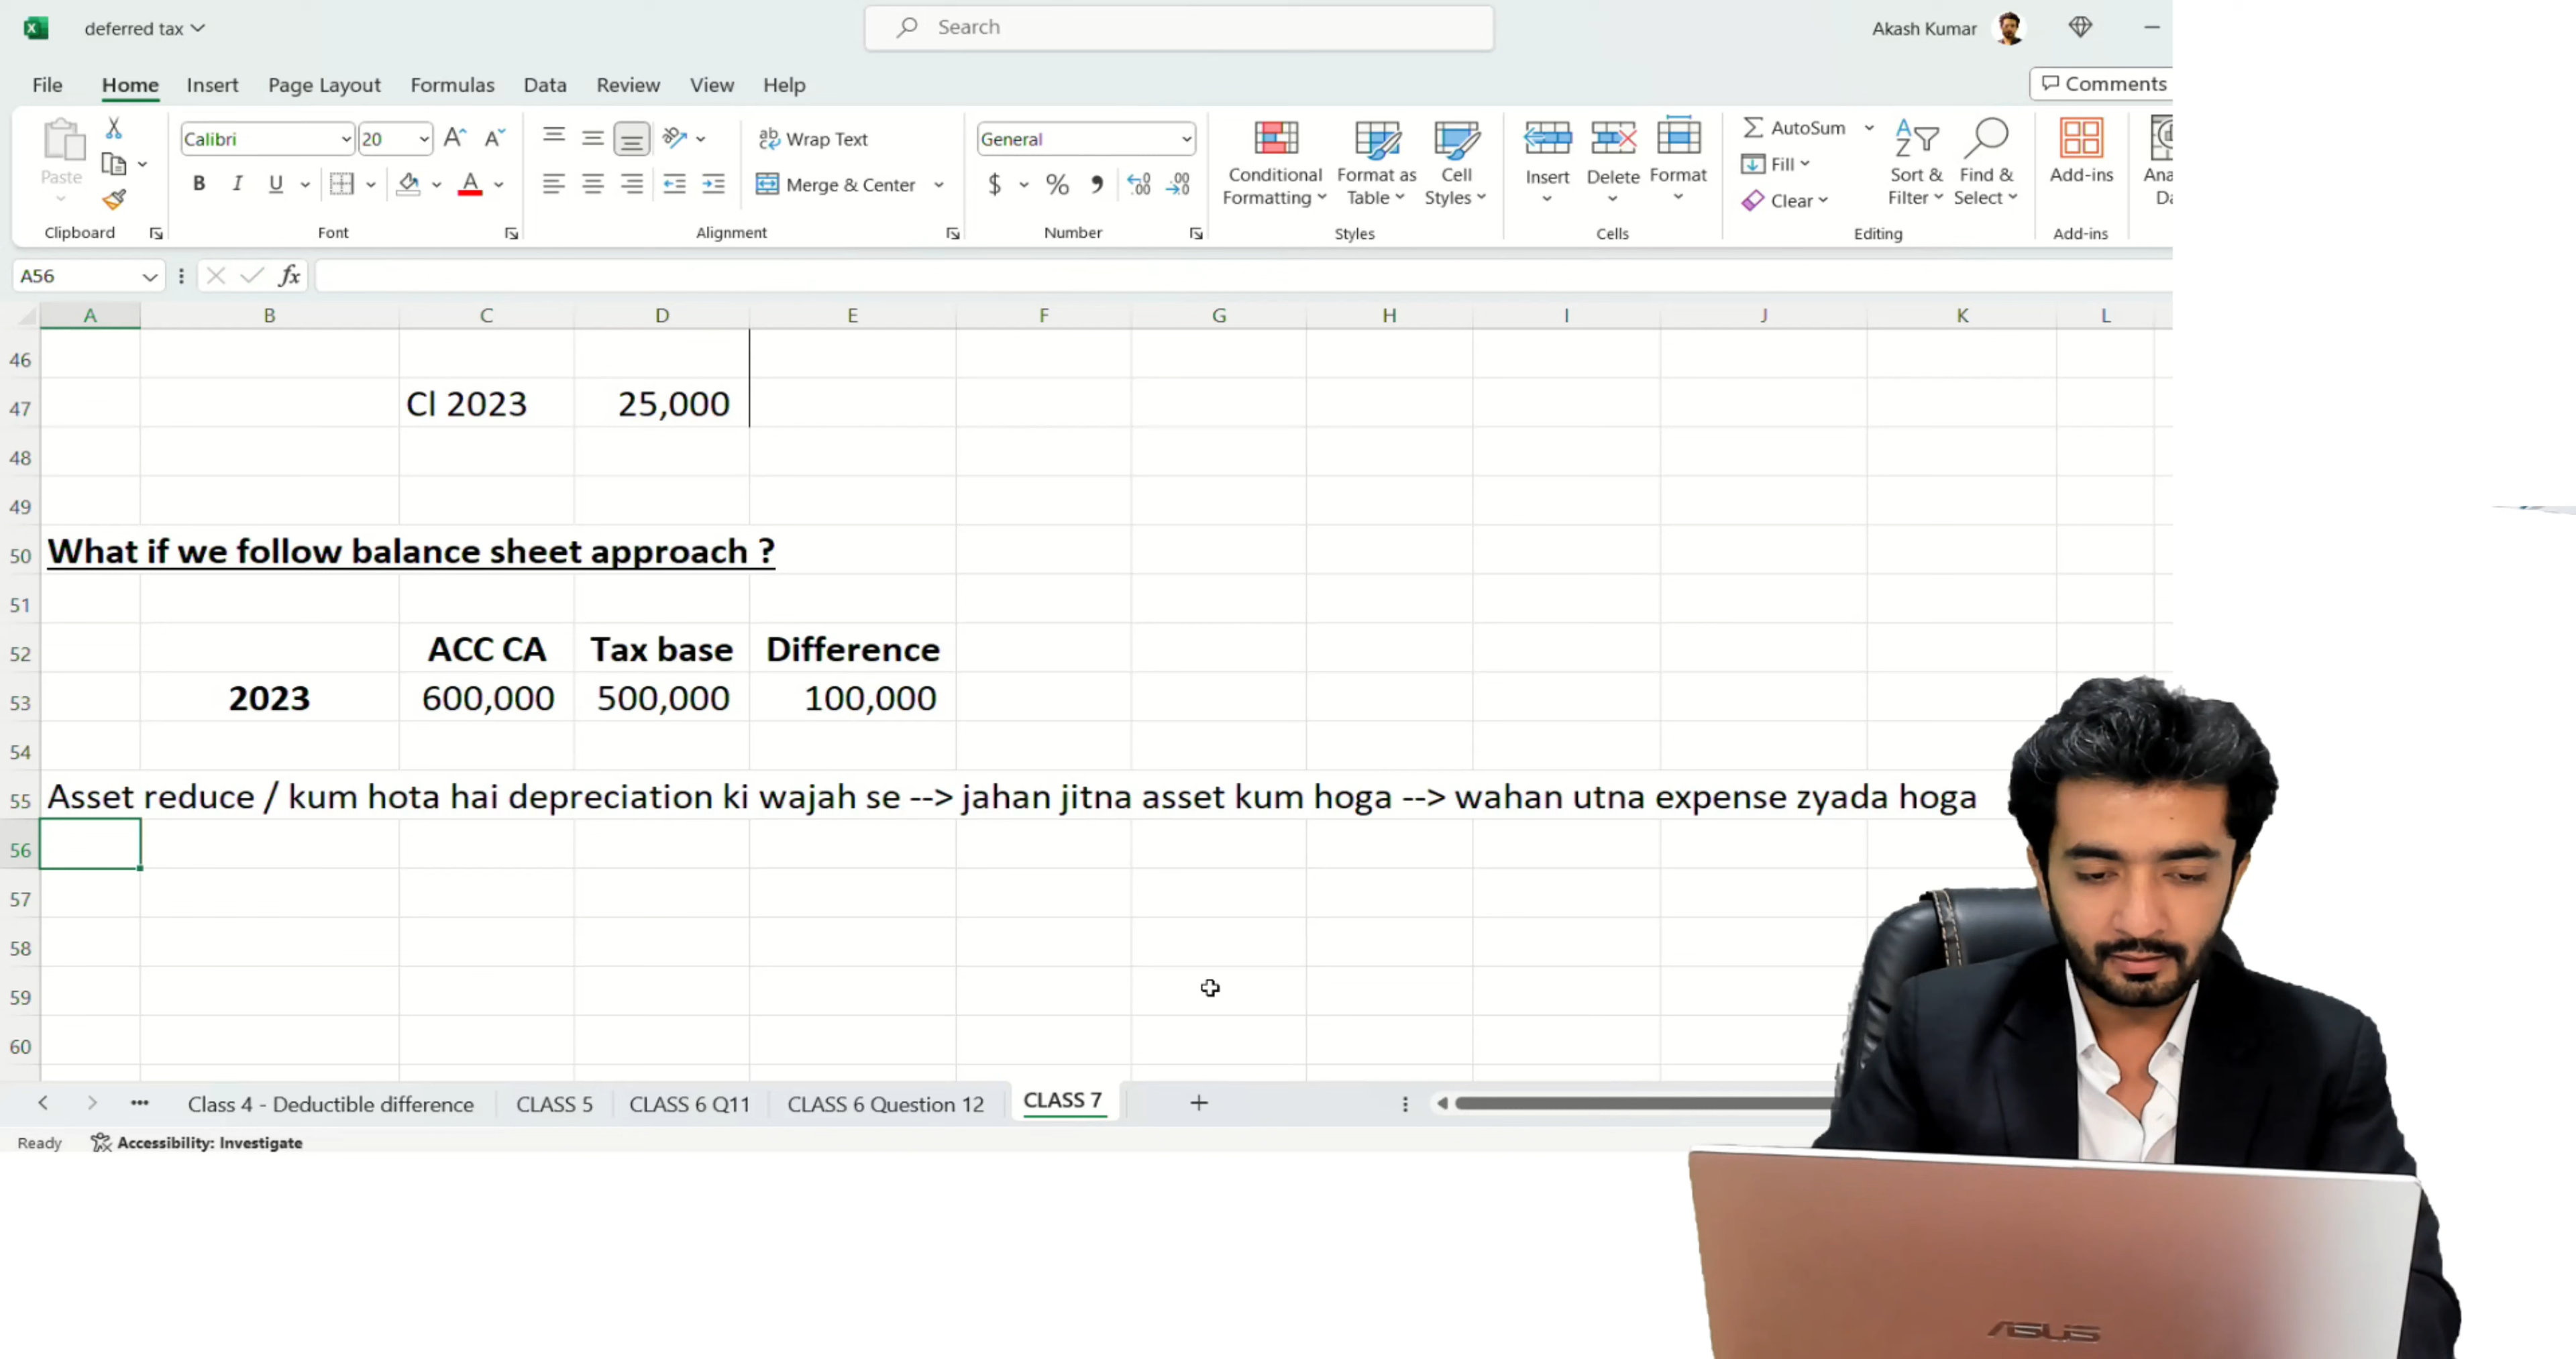 deferred tax
Search
Akash Kumar
File Home Insert Page Layout Formulas Data Review View Help
Comments
Paste
Calibri 20
Wrap Text
General
Conditional Formatting
Format as Table
Cell Styles
Insert
Delete
Format
AutoSum
Fill
Clear
Sort & Filter
Find & Select
Add-ins
B I U
Merge & Center
Clipboard Font Alignment Number Styles Cells Editing Add-ins
A56 fx
A B C D E F G H I J K L
46
47 Cl 2023 25,000
48
49
50 What if we follow balance sheet approach ?
51
52 ACC CA Tax base Difference
53 2023 600,000 500,000 100,000
54
55 Asset reduce / kum hota hai depreciation ki wajah se --> jahan jitna asset kum hoga --> wahan utna expense zyada hoga
56
57
58
59
60
Class 4 - Deductible difference CLASS 5 CLASS 6 Q11 CLASS 6 Question 12 CLASS 7
Ready Accessibility: Investigate
ASUS